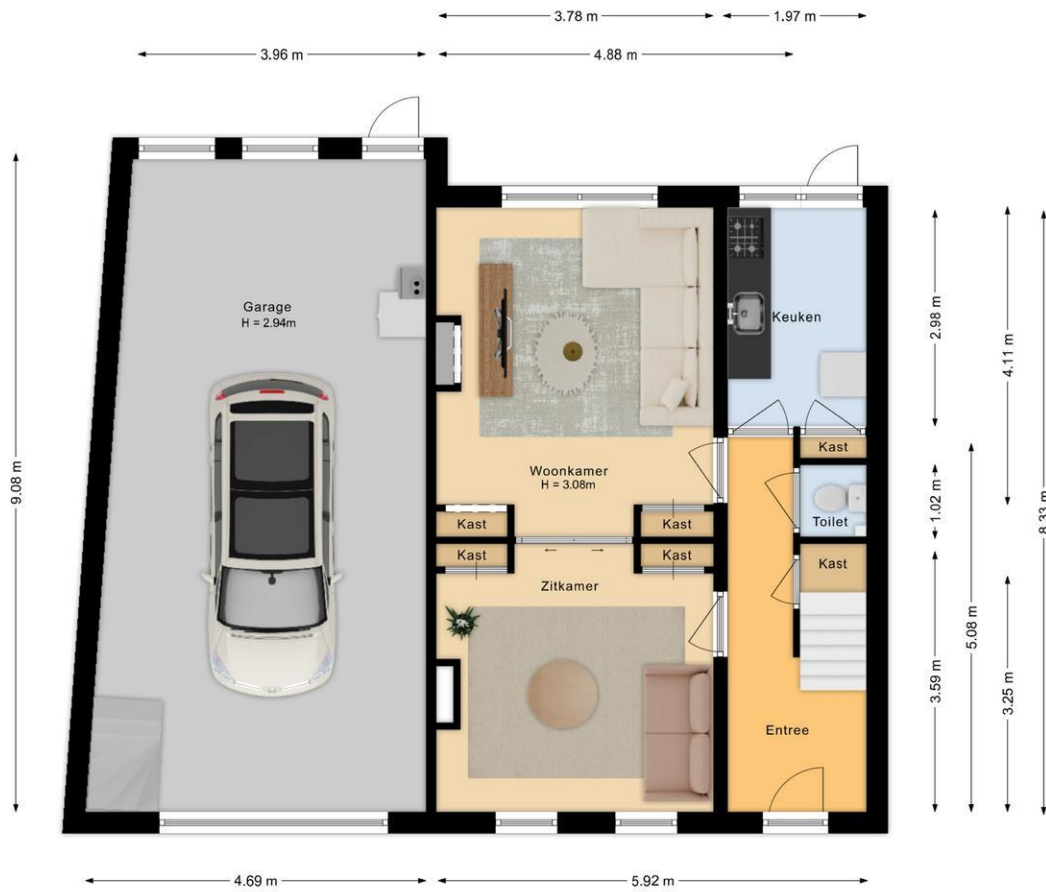 3.78 m
1.97 m
3.96 m
4.88 m
Garage
H = 2.94m
Keuken
2.98 m
4.11 m
9.08 m
Woonkamer
H = 3.08m
Kast
1.02 m
8.33 m
Kast
Kast
Toilet
Kast
Kast
Kast
Zitkamer
5.08 m
3.59 m
3.25 m
Entree
4.69 m
5.92 m